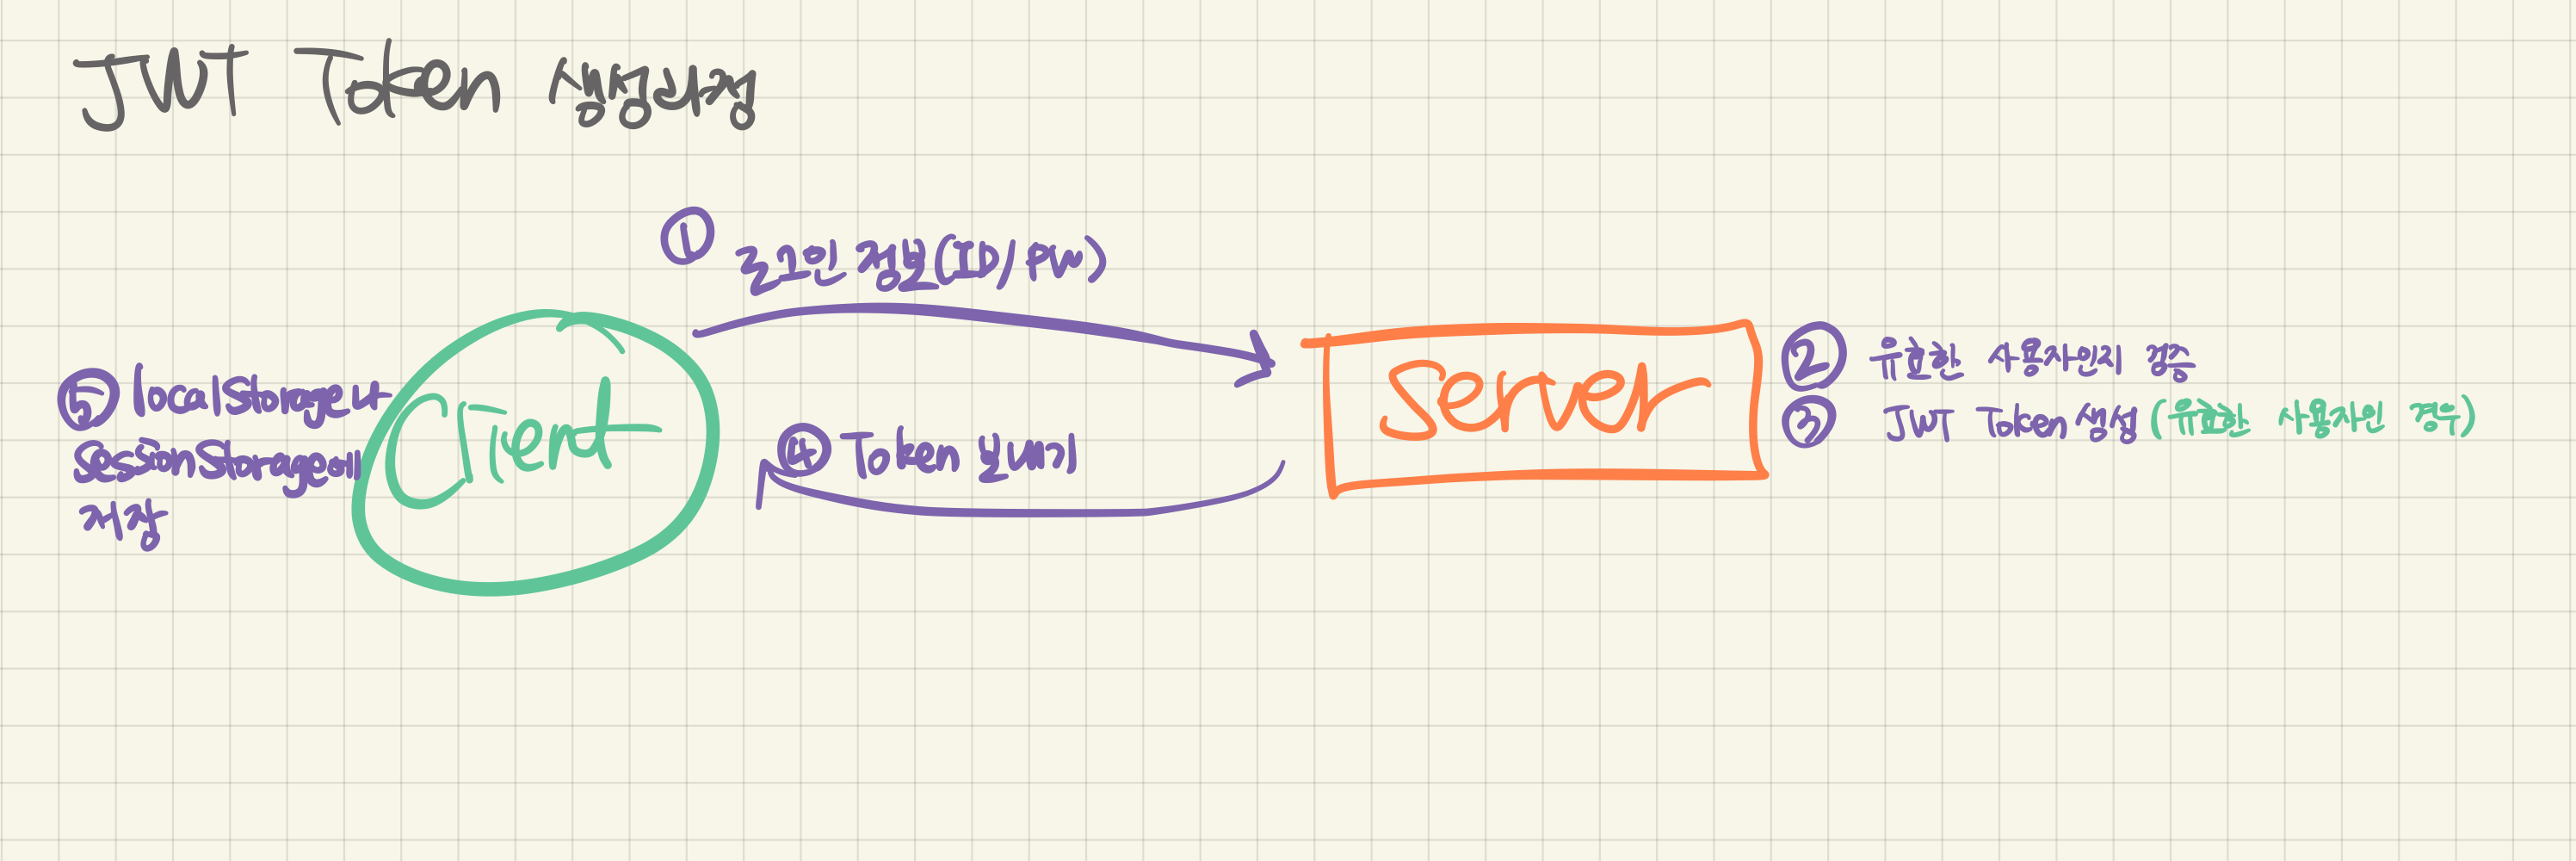 JWT Token 생성과정
① 로그인 정보(ID/PW)
Client
Server
② 유효한 사용자인지 검증
③ JWT Token 생성 (유효한 사용자인 경우)
④ Token 보내기
⑤ localStorage나
SessionStorage에
저장